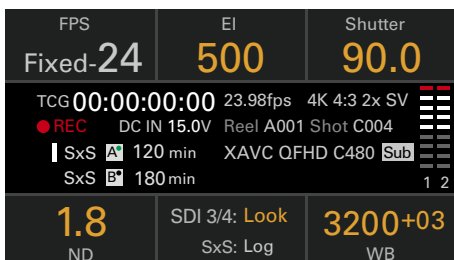 FPS EI Shutter
Fixed-24 500 90.0
TCG 00:00:00:00 23.98fps 4K 4:3 2x SV
REC DC IN 15.0V Reel A001 Shot C004
SxS A 120 min XAVC QFHD C480 Sub
SxS B 180 min 1 2
1.8 SDI 3/4: Look 3200+03
ND SxS: Log WB